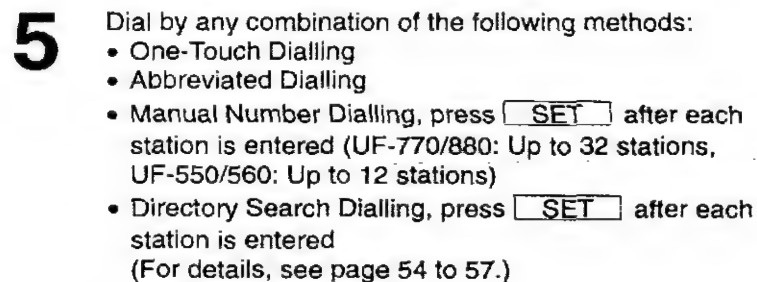 5 Dial by any combination of the following methods:
• One-Touch Dialling
• Abbreviated Dialling
• Manual Number Dialling, press SET after each
station is entered (UF-770/880: Up to 32 stations,
UF-550/560: Up to 12 stations)
• Directory Search Dialling, press SET after each
station is entered
(For details, see page 54 to 57.)